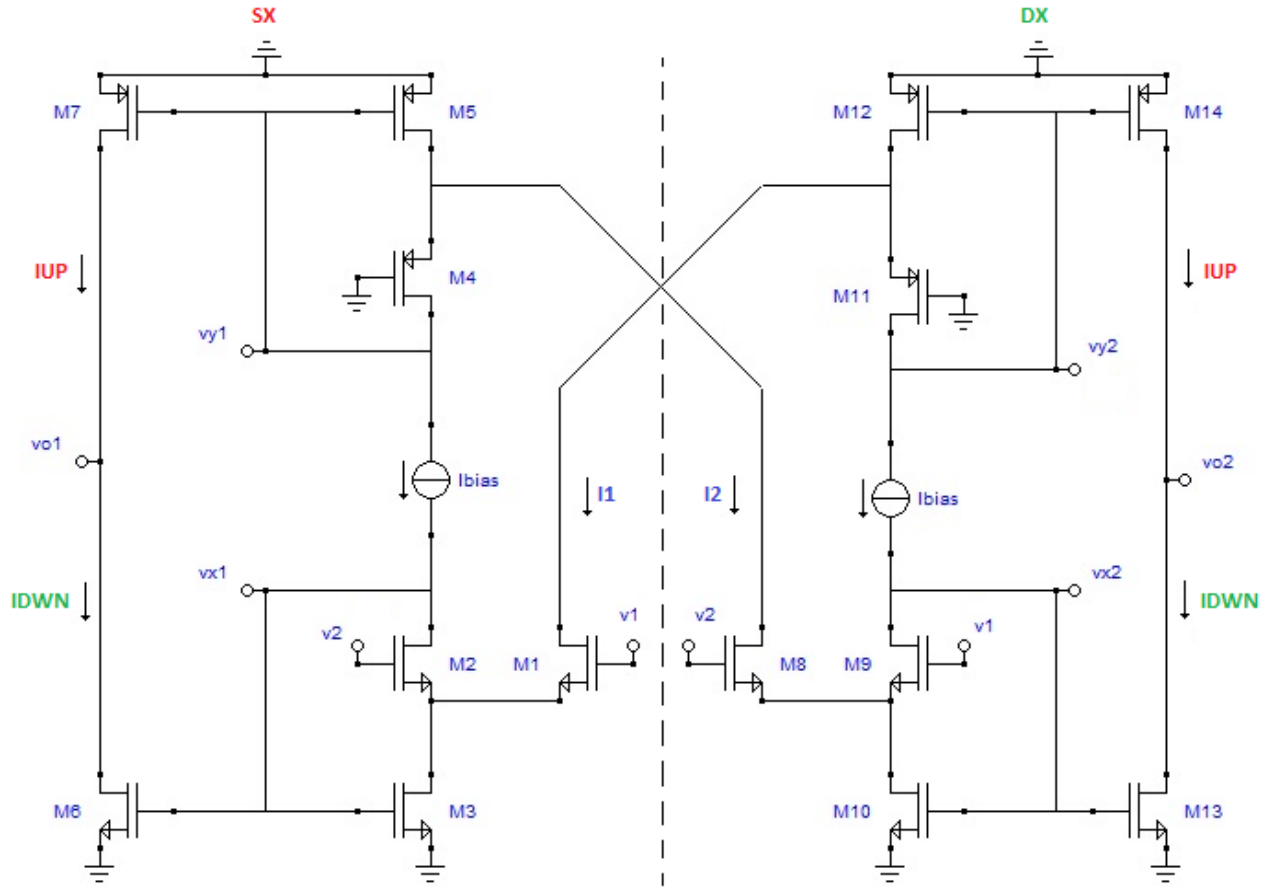 SX
DX
M7
M5
M12
M14
IUP
M4
M11
IUP
vy1
vy2
vo1
Ibias
I1
I2
Ibias
vo2
IDWN
vx1
vx2
IDWN
v2
M2
M1
v1
v2
M8
M9
v1
M6
M3
M10
M13